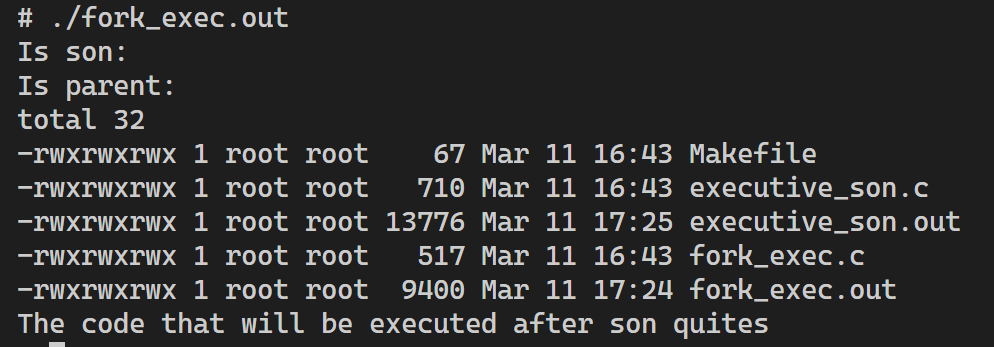 # ./fork_exec.out
Is son:
Is parent:
total 32
-rwxrwxrwx 1 root root    67 Mar 11 16:43 Makefile
-rwxrwxrwx 1 root root   710 Mar 11 16:43 executive_son.c
-rwxrwxrwx 1 root root 13776 Mar 11 17:25 executive_son.out
-rwxrwxrwx 1 root root   517 Mar 11 16:43 fork_exec.c
-rwxrwxrwx 1 root root  9400 Mar 11 17:24 fork_exec.out
The code that will be executed after son quites